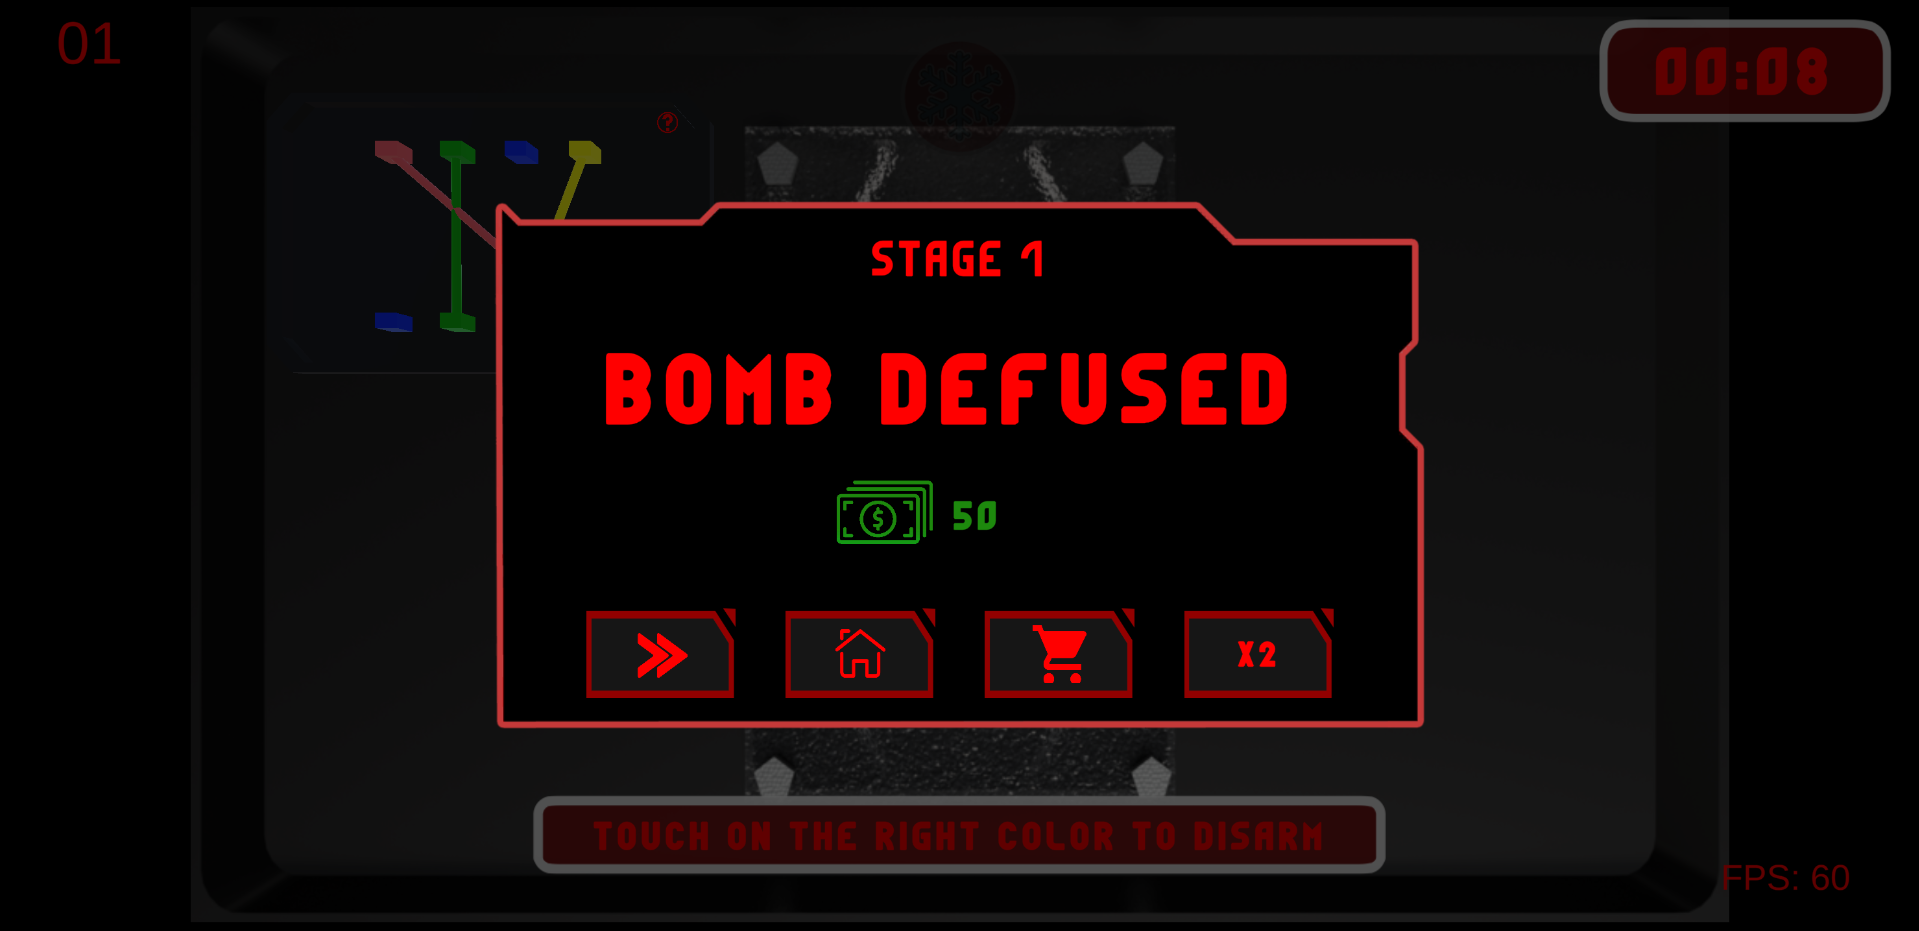 01
00:08
?
STAGE 1
BOMB DEFUSED
$ 50
X2
TOUCH ON THE RIGHT COLOR TO DISARM
FPS: 60